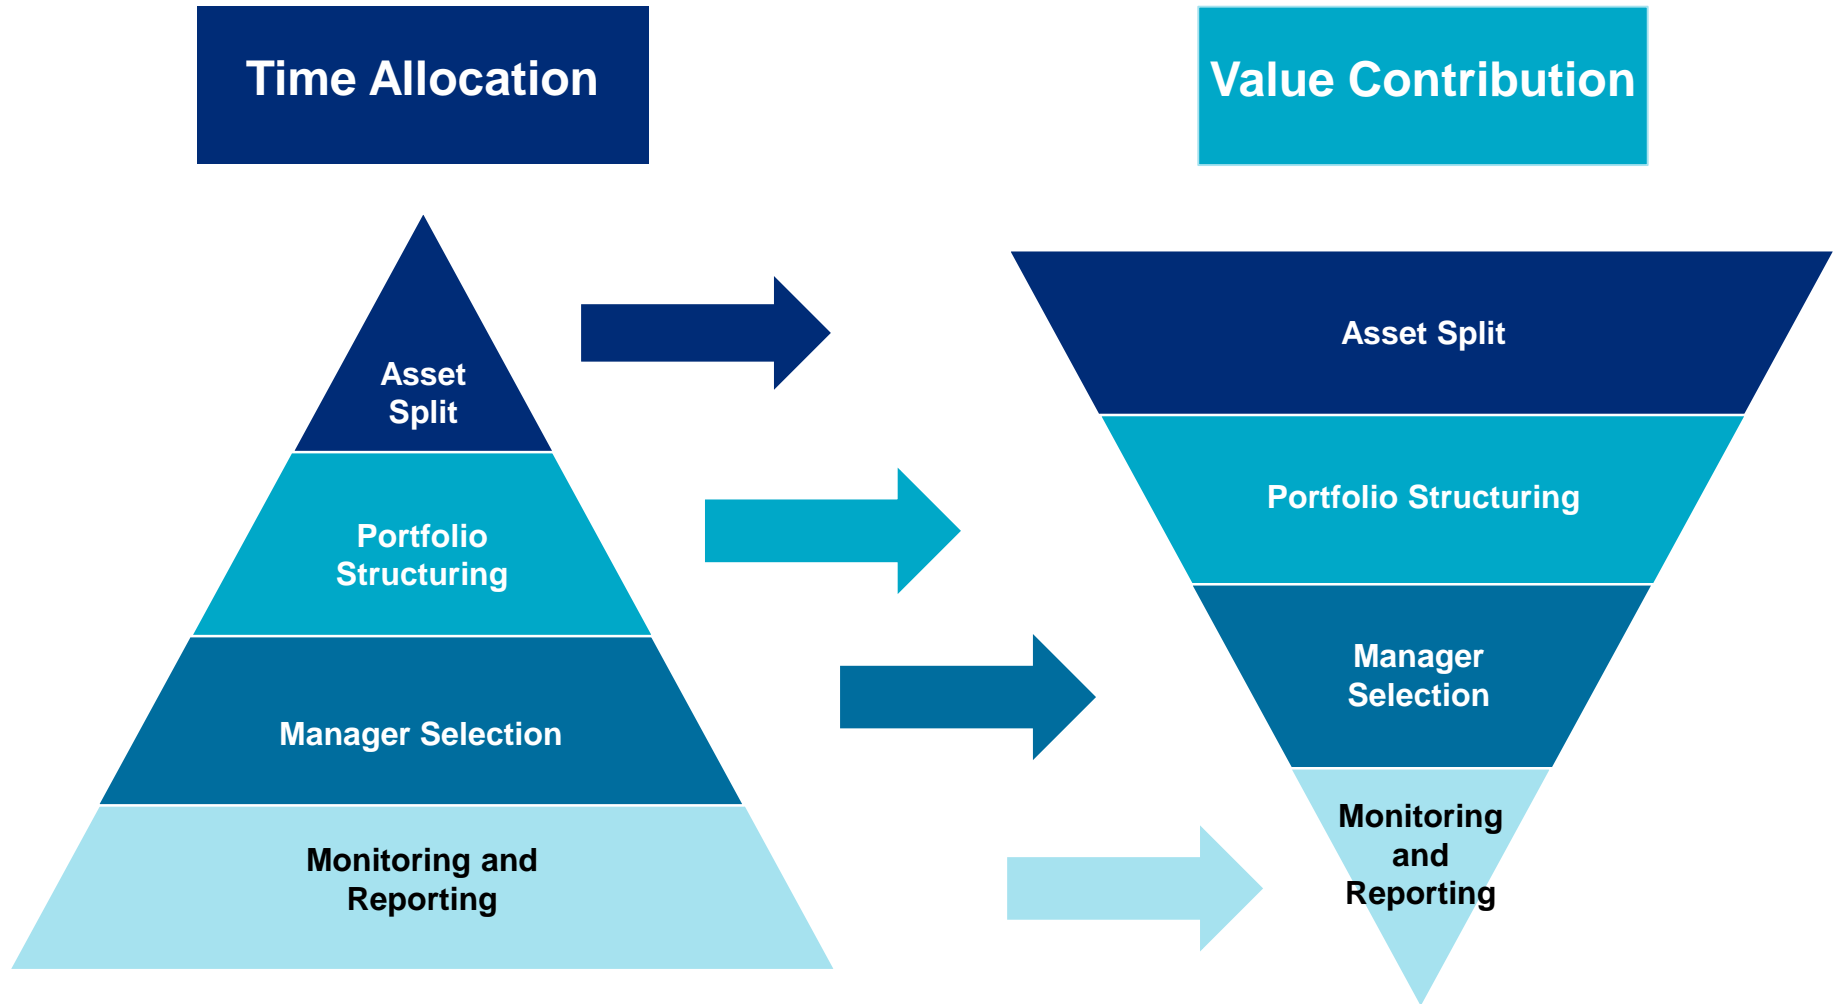 Time Allocation
Value Contribution
Asset
Split
Portfolio
Structuring
Manager Selection
Monitoring and
Reporting
Asset Split
Portfolio Structuring
Manager
Selection
Monitoring
and
Reporting